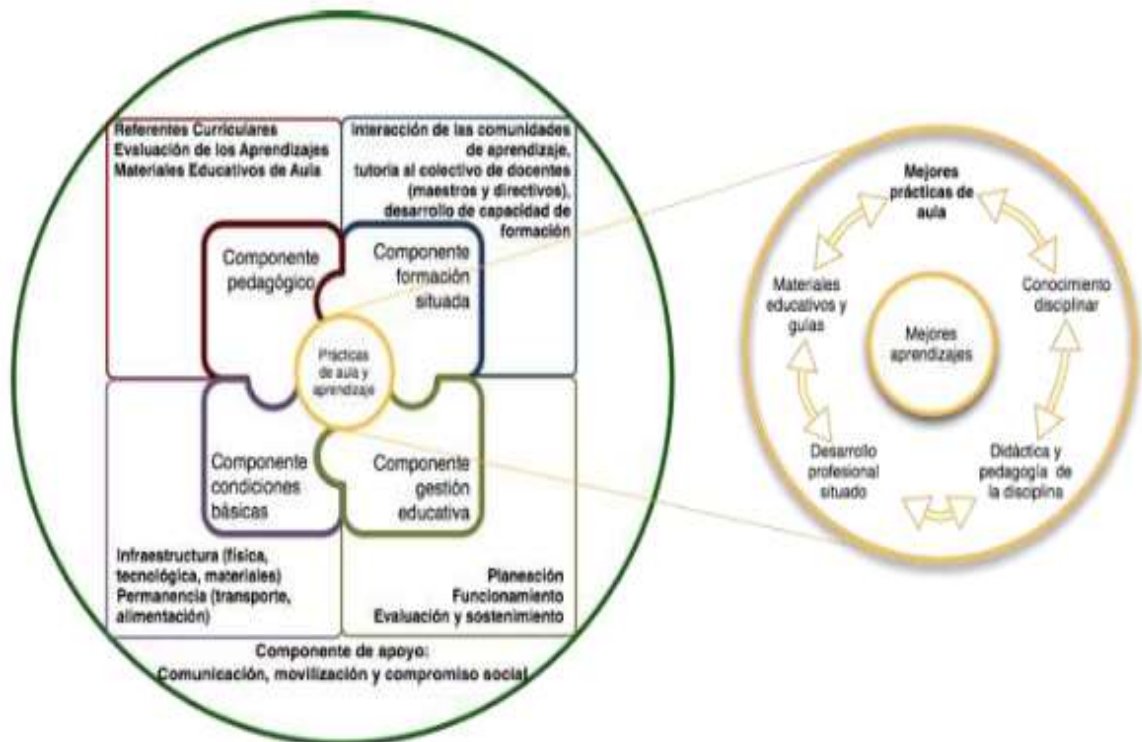 Referentes Curriculares
Evaluación de los Aprendizajes
Materiales Educativos de Aula
Interacción de las comunidades
de aprendizaje,
tutoría al colectivo de docentes
(maestros y directivos),
desarrollo de capacidad de
formación
Componente
pedagógico
Componente
formación
situada
Prácticas
de aula y
aprendizaje
Componente
condiciones
básicas
Componente
gestión
educativa
Infraestructura (física,
tecnológica, materiales)
Permanencia (transporte,
alimentación)
Planeación
Funcionamiento
Evaluación y sostenimiento
Componente de apoyo:
Comunicación, movilización y compromiso social
Mejores
prácticas de
aula
Materiales
educativos y
guías
Conocimiento
disciplinar
Mejores
aprendizajes
Desarrollo
profesional
situado
Didáctica y
pedagogía de
la disciplina